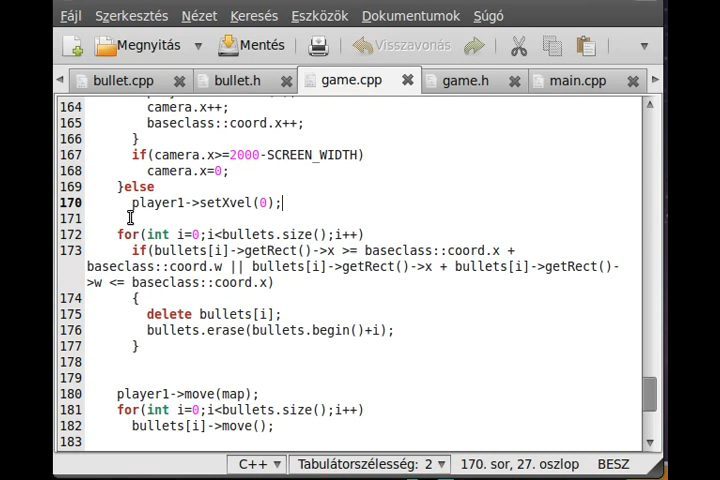 Fájl Szerkesztés Nézet Keresés Eszközök Dokumentumok Súgó
Megnyitás Mentés Visszavonás
bullet.cpp bullet.h game.cpp game.h main.cpp
164 camera.x++;
165 baseclass::coord.x++;
166 }
167 if(camera.x>=2000-SCREEN_WIDTH)
168 camera.x=0;
169 }else
170 player1->setXvel(0);
171
172 for(int i=0;i<bullets.size();i++)
173 if(bullets[i]->getRect()->x >= baseclass::coord.x +
baseclass::coord.w || bullets[i]->getRect()->x + bullets[i]->getRect()-
>w <= baseclass::coord.x)
174 {
175 delete bullets[i];
176 bullets.erase(bullets.begin()+i);
177 }
178
179
180 player1->move(map);
181 for(int i=0;i<bullets.size();i++)
182 bullets[i]->move();
183
C++ Tabulátorszélesség: 2 170. sor, 27. oszlop BESZ